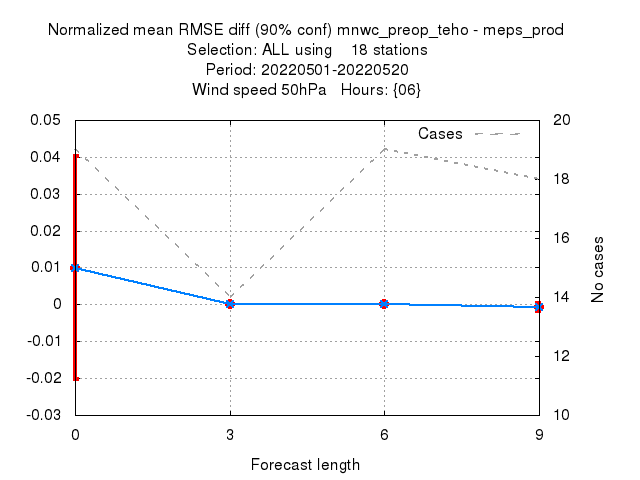 Normalized mean RMSE diff (90% conf) mnwc_preop_teho - meps_prod
Selection: ALL using 18 stations
Period: 20220501-20220520
Wind speed 50hPa Hours: {06}
Cases
0.05
0.04
0.03
0.02
0.01
0
-0.01
-0.02
-0.03
20
18
16
14
12
10
No cases
0 3 6 9
Forecast length